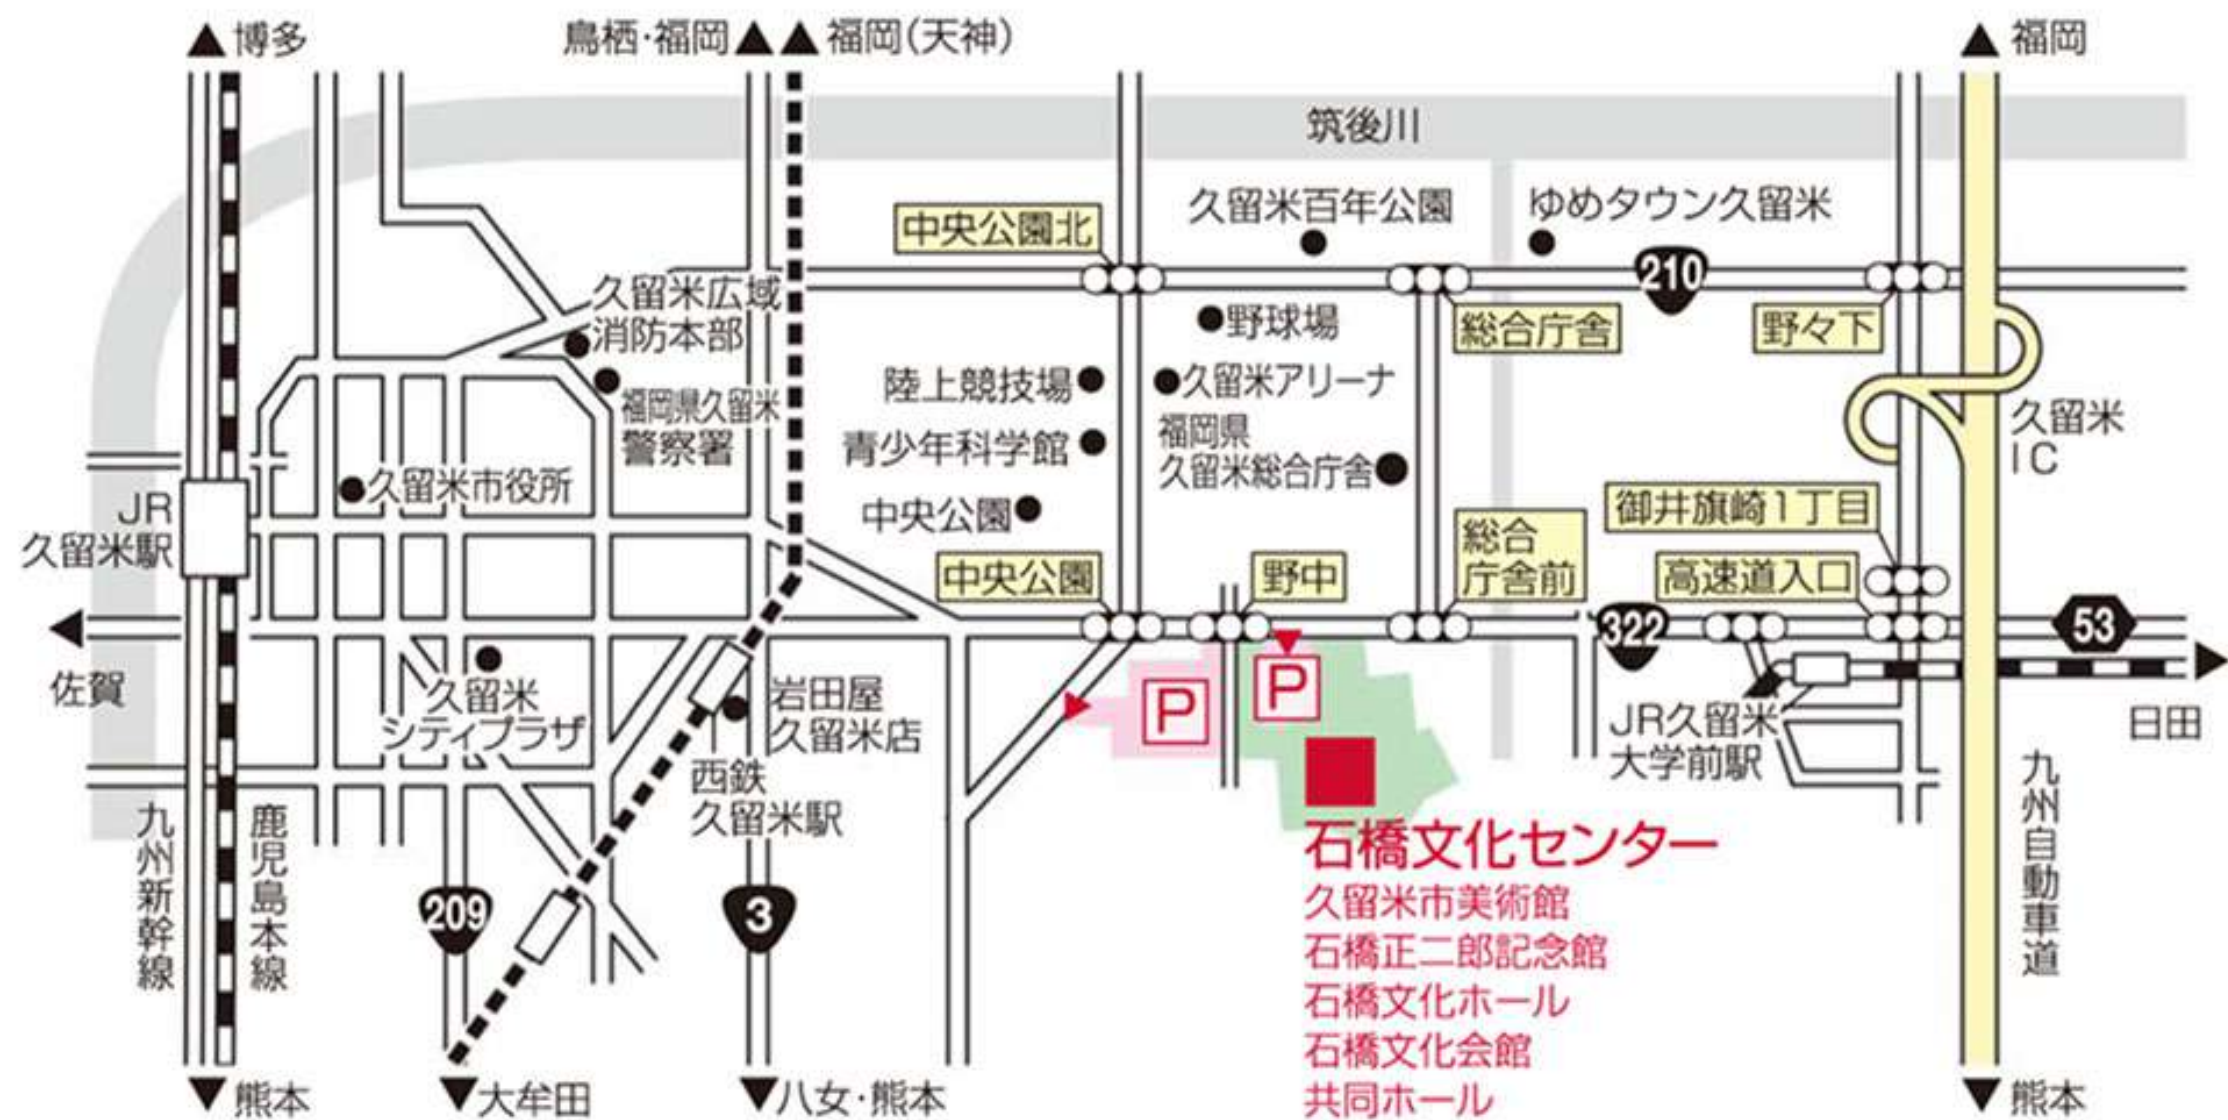 ▲博多
鳥栖・福岡▲
▲福岡(天神)
▲福岡
筑後川
久留米百年公園
ゆめタウン久留米
中央公園北
210
久留米広域
消防本部
野球場
総合庁舎
野々下
陸上競技場
久留米アリーナ
福岡県久留米
警察署
青少年科学館
福岡県
久留米総合庁舎
久留米
IC
久留米市役所
中央公園
JR
久留米駅
御井旗崎1丁目
総合
庁舎前
中央公園
野中
高速道入口
322
53
佐賀
久留米
シティプラザ
岩田屋
久留米店
P
P
JR久留米
大学前駅
日田
西鉄
久留米駅
九州新幹線
鹿児島本線
九州自動車道
石橋文化センター
久留米市美術館
石橋正二郎記念館
石橋文化ホール
石橋文化会館
共同ホール
209
3
▼熊本
▼大牟田
▼八女・熊本
▼熊本